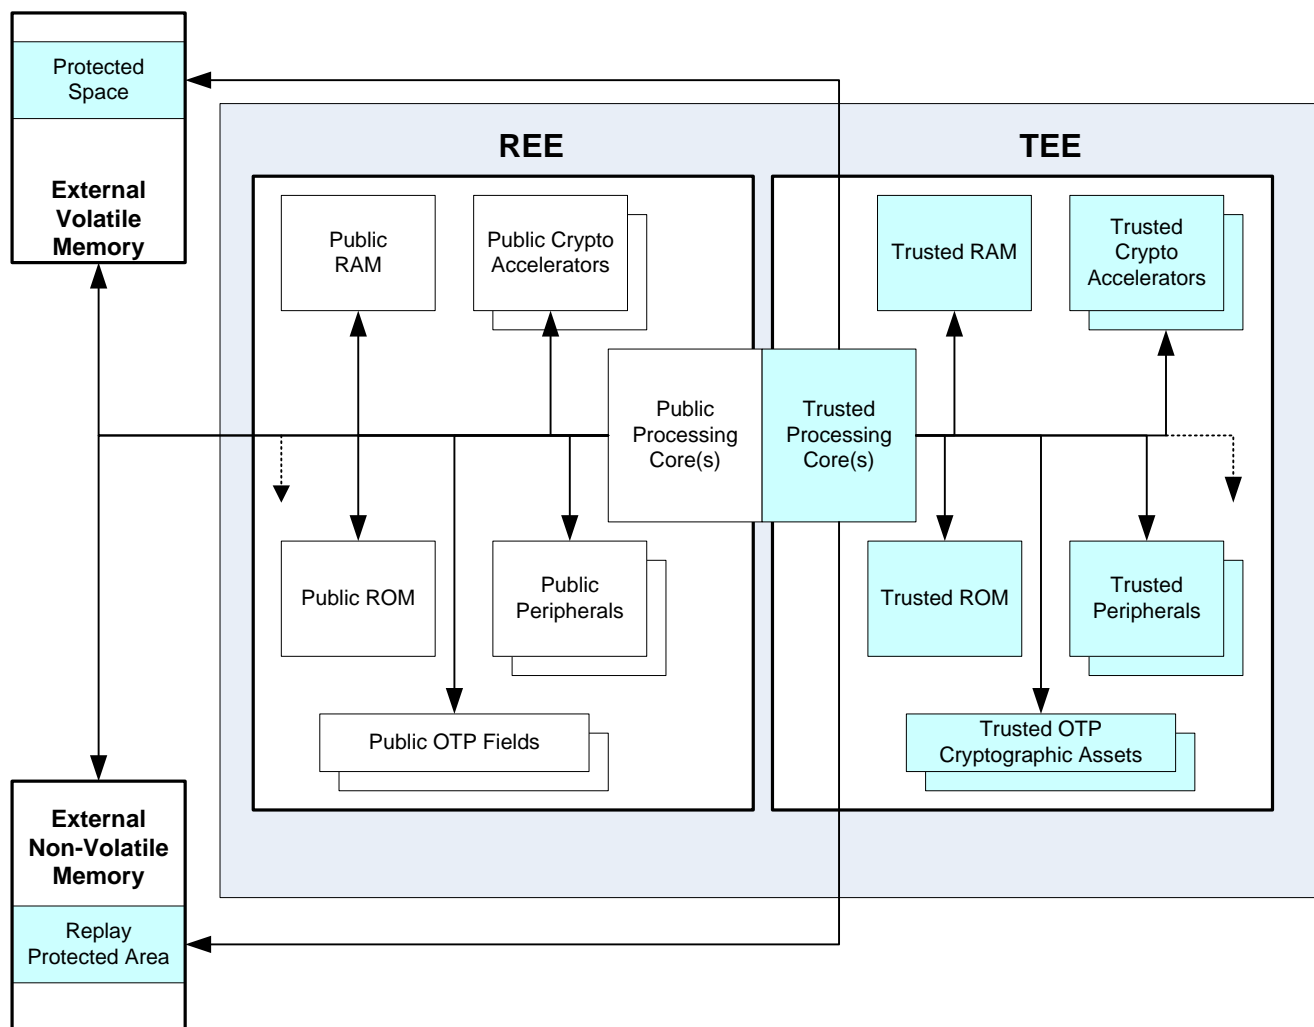 Protected
Space
External
Volatile
Memory
REE
TEE
Public
RAM
Public Crypto
Accelerators
Trusted RAM
Trusted
Crypto
Accelerators
Public
Processing
Core(s)
Trusted
Processing
Core(s)
Public ROM
Public
Peripherals
Trusted ROM
Trusted
Peripherals
Public OTP Fields
Trusted OTP
Cryptographic Assets
External
Non-Volatile
Memory
Replay
Protected Area